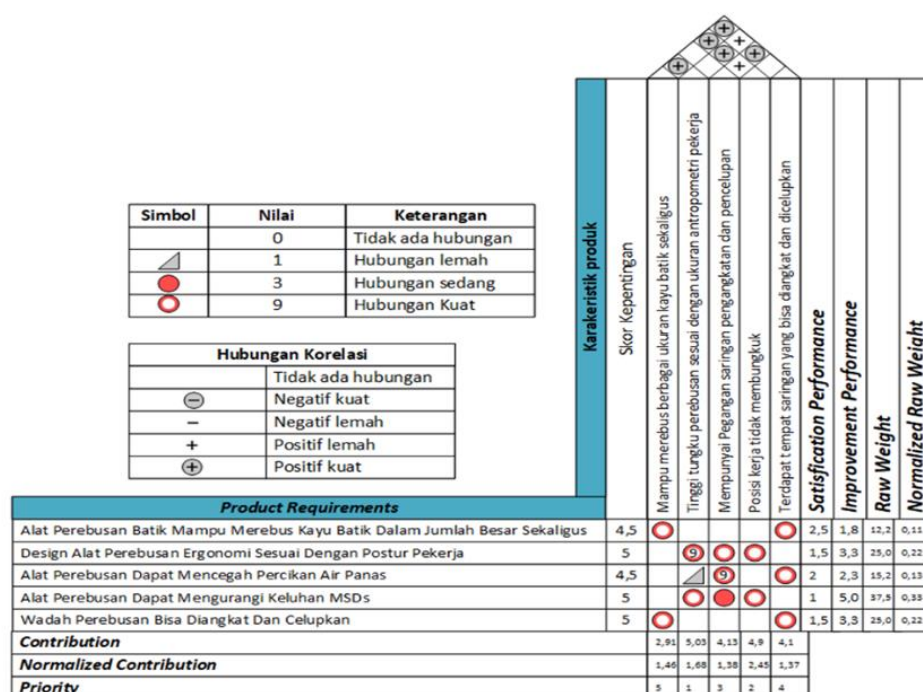 Simbol Nilai Keterangan
0 Tidak ada hubungan
1 Hubungan lemah
3 Hubungan sedang
9 Hubungan Kuat
Hubungan Korelasi
Tidak ada hubungan
⊖ Negatif kuat
− Negatif lemah
+ Positif lemah
⊕ Positif kuat
Karakeristik produk
Skor Kepentingan
Mampu merebus berbagai ukuran kayu batik sekaligus
Tinggi tungku perebusan sesuai dengan ukuran antropometri pekerja
Mempunyai Pegangan saringan pengangkatan dan pencelupan
Posisi kerja tidak membungkuk
Terdapat tempat saringan yang bisa diangkat dan dicelupkan
Satisfication Performance
Improvement Performance
Raw Weight
Normalized Raw Weight
Product Requirements
Alat Perebusan Batik Mampu Merebus Kayu Batik Dalam Jumlah Besar Sekaligus 4,5 2,5 1,8 12,2 0,11
Design Alat Perebusan Ergonomi Sesuai Dengan Postur Pekerja 5 9 1,5 3,3 25,0 0,22
Alat Perebusan Dapat Mencegah Percikan Air Panas 4,5 9 2 2,3 15,2 0,13
Alat Perebusan Dapat Mengurangi Keluhan MSDs 5 1 5,0 37,5 0,33
Wadah Perebusan Bisa Diangkat Dan Celupkan 5 1,5 3,3 25,0 0,22
Contribution 2,91 5,03 4,13 4,9 4,1
Normalized Contribution 1,46 1,68 1,38 2,45 1,37
Priority 5 1 3 2 4